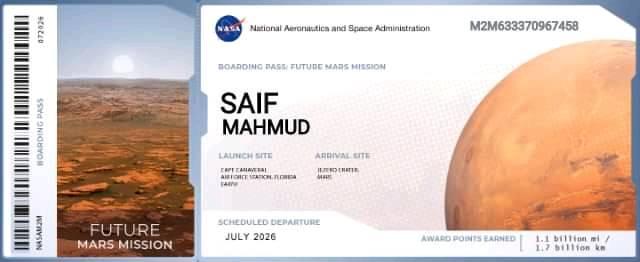 072026
BOARDING PASS
NASAM2M
FUTURE
MARS MISSION
NASA
National Aeronautics and Space Administration
M2M633370967458
BOARDING PASS: FUTURE MARS MISSION
SAIF
MAHMUD
LAUNCH SITE
CAPE CANAVERAL
AIR FORCE STATION, FLORIDA
EARTH
ARRIVAL SITE
JEZERO CRATER,
MARS
SCHEDULED DEPARTURE
JULY 2026
AWARD POINTS EARNED
1.1 billion mi /
1.7 billion km